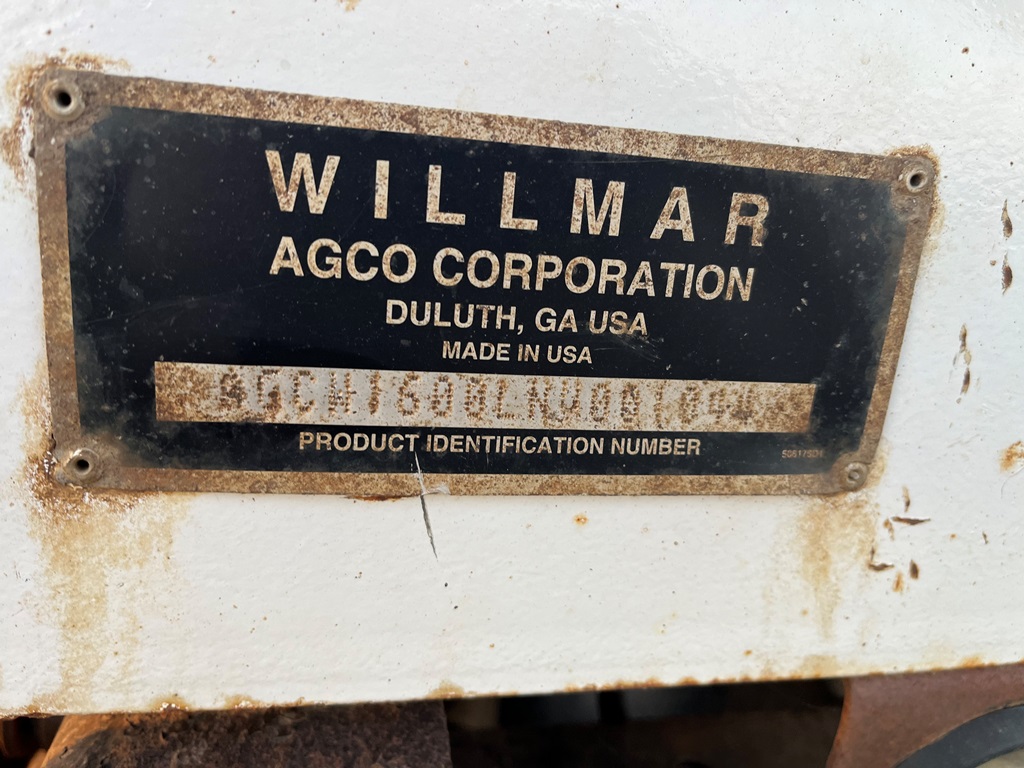 WILLMAR
AGCO CORPORATION
DULUTH, GA USA
MADE IN USA
PRODUCT IDENTIFICATION NUMBER